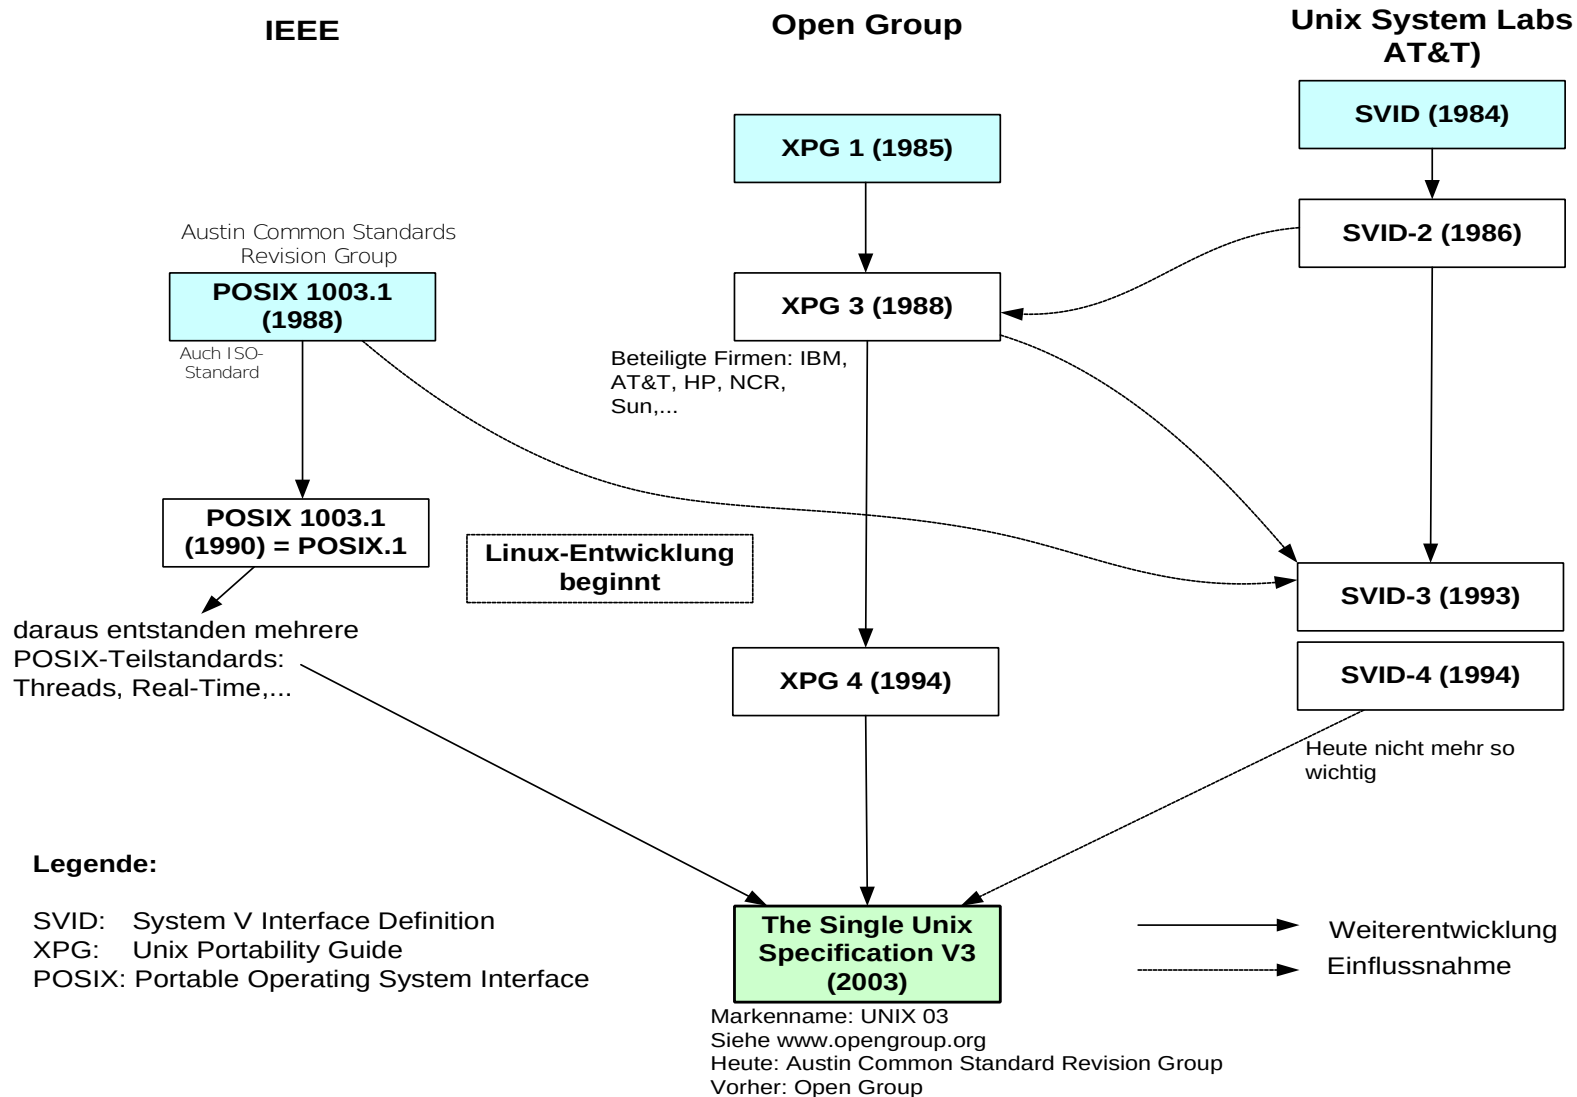 IEEE
Open Group
Unix System Labs
AT&T)
SVID (1984)
XPG 1 (1985)
SVID-2 (1986)
Austin Common Standards
Revision Group
POSIX 1003.1
(1988)
XPG 3 (1988)
Auch ISO-
Standard
Beteiligte Firmen: IBM,
AT&T, HP, NCR,
Sun,...
POSIX 1003.1
(1990) = POSIX.1
Linux-Entwicklung
beginnt
SVID-3 (1993)
daraus entstanden mehrere
POSIX-Teilstandards:
Threads, Real-Time,...
XPG 4 (1994)
SVID-4 (1994)
Heute nicht mehr so
wichtig
Legende:
SVID: System V Interface Definition
XPG: Unix Portability Guide
POSIX: Portable Operating System Interface
The Single Unix
Specification V3
(2003)
Weiterentwicklung
Einflussnahme
Markenname: UNIX 03
Siehe www.opengroup.org
Heute: Austin Common Standard Revision Group
Vorher: Open Group